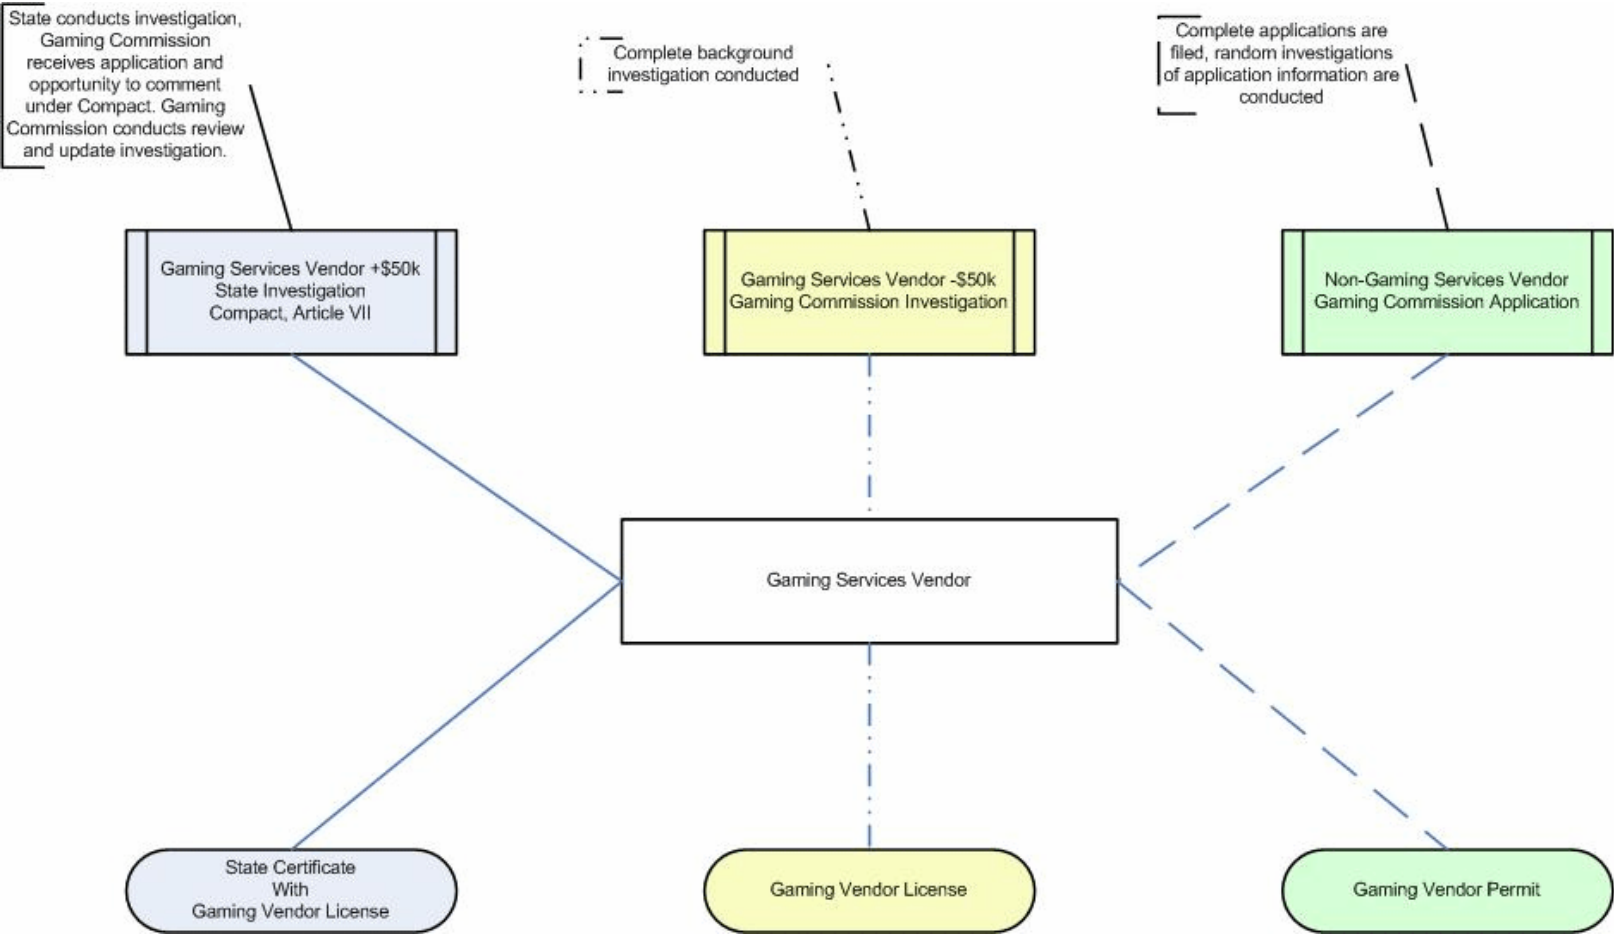 State conducts investigation,
Gaming Commission
receives application and
opportunity to comment
under Compact. Gaming
Commission conducts review
and update investigation.
Complete background
investigation conducted
Complete applications are
filed, random investigations
of application information are
conducted
Gaming Services Vendor +$50k
State Investigation
Compact, Article VII
Gaming Services Vendor -$50k
Gaming Commission Investigation
Non-Gaming Services Vendor
Gaming Commission Application
Gaming Services Vendor
State Certificate
With
Gaming Vendor License
Gaming Vendor License
Gaming Vendor Permit